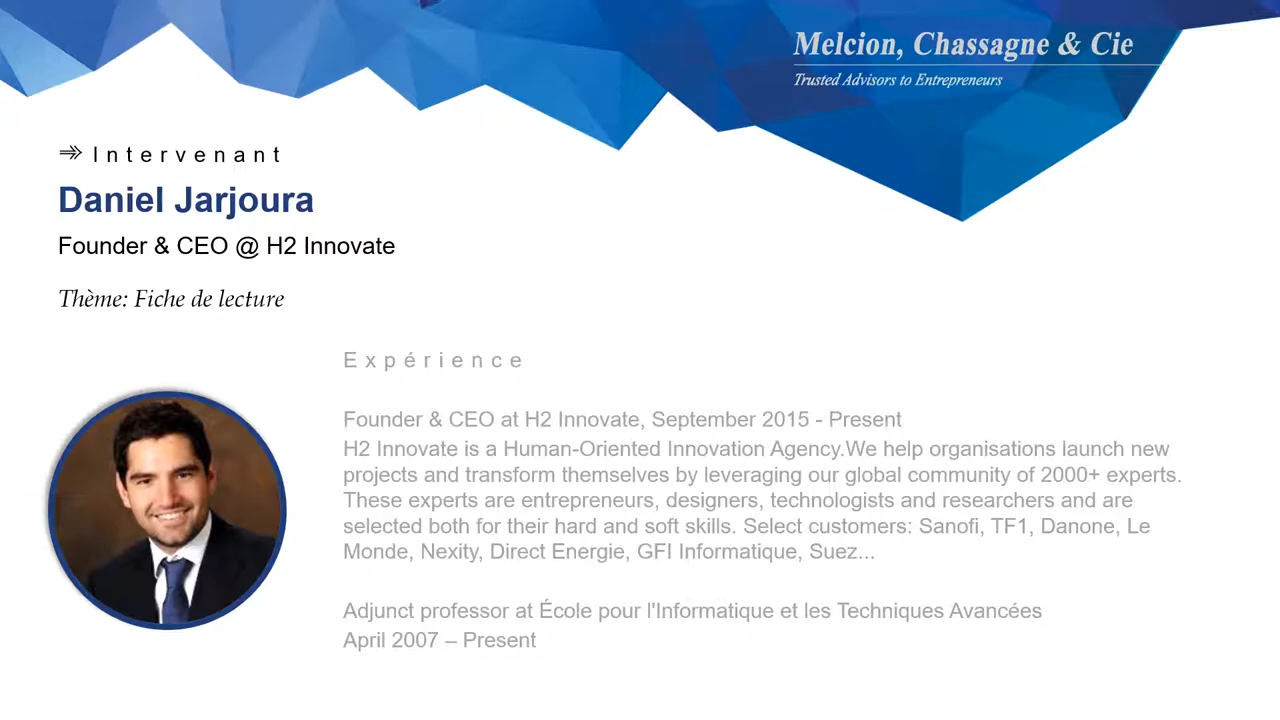 Melcion, Chassagne & Cie
Trusted Advisors to Entrepreneurs
Intervenant
Daniel Jarjoura
Founder & CEO @ H2 Innovate
Thème: Fiche de lecture
Expérience
Founder & CEO at H2 Innovate, September 2015 - Present
H2 Innovate is a Human-Oriented Innovation Agency.We help organisations launch new
projects and transform themselves by leveraging our global community of 2000+ experts.
These experts are entrepreneurs, designers, technologists and researchers and are
selected both for their hard and soft skills. Select customers: Sanofi, TF1, Danone, Le
Monde, Nexity, Direct Energie, GFI Informatique, Suez...
Adjunct professor at École pour l'Informatique et les Techniques Avancées
April 2007 – Present